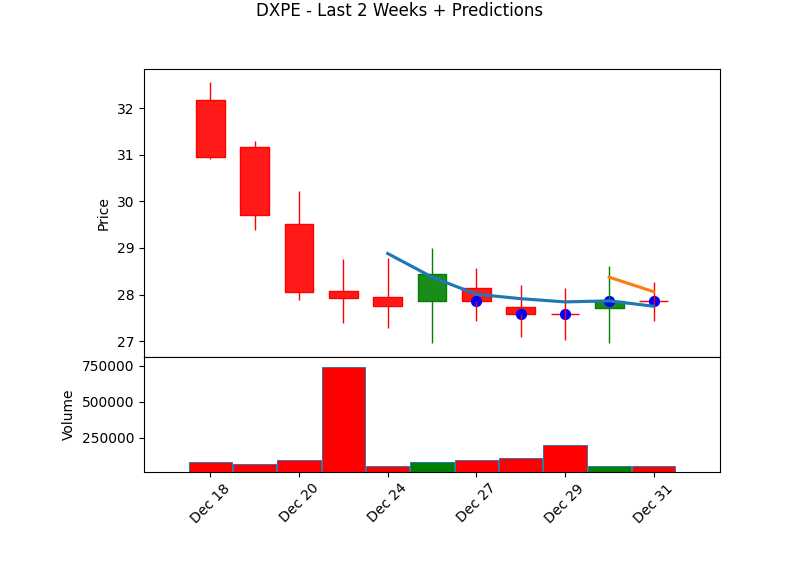 DXPE - Last 2 Weeks + Predictions
32
31
30
29
28
27
Price
750000
500000
250000
Volume
Dec 18
Dec 20
Dec 24
Dec 27
Dec 29
Dec 31